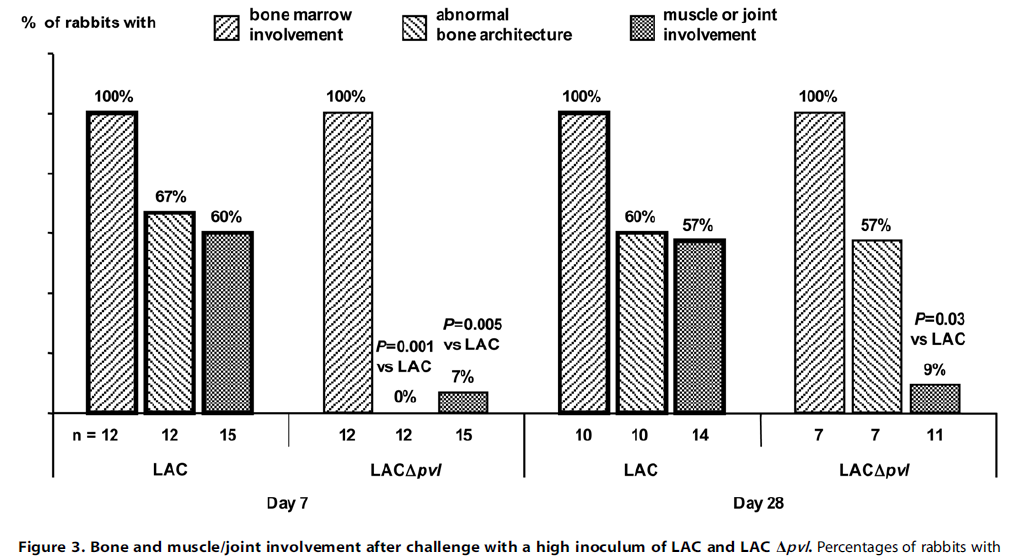 % of rabbits with
bone marrow
involvement
abnormal
bone architecture
muscle or joint
involvement
100%
67%
60%
100%
P=0.001
vs LAC
0%
P=0.005
vs LAC
7%
100%
60%
57%
100%
57%
P=0.03
vs LAC
9%
n = 12 12 15 12 12 15 10 10 14 7 7 11
LAC LACΔpvl LAC LACΔpvl
Day 7 Day 28
Figure 3. Bone and muscle/joint involvement after challenge with a high inoculum of LAC and LAC Δpvl. Percentages of rabbits with